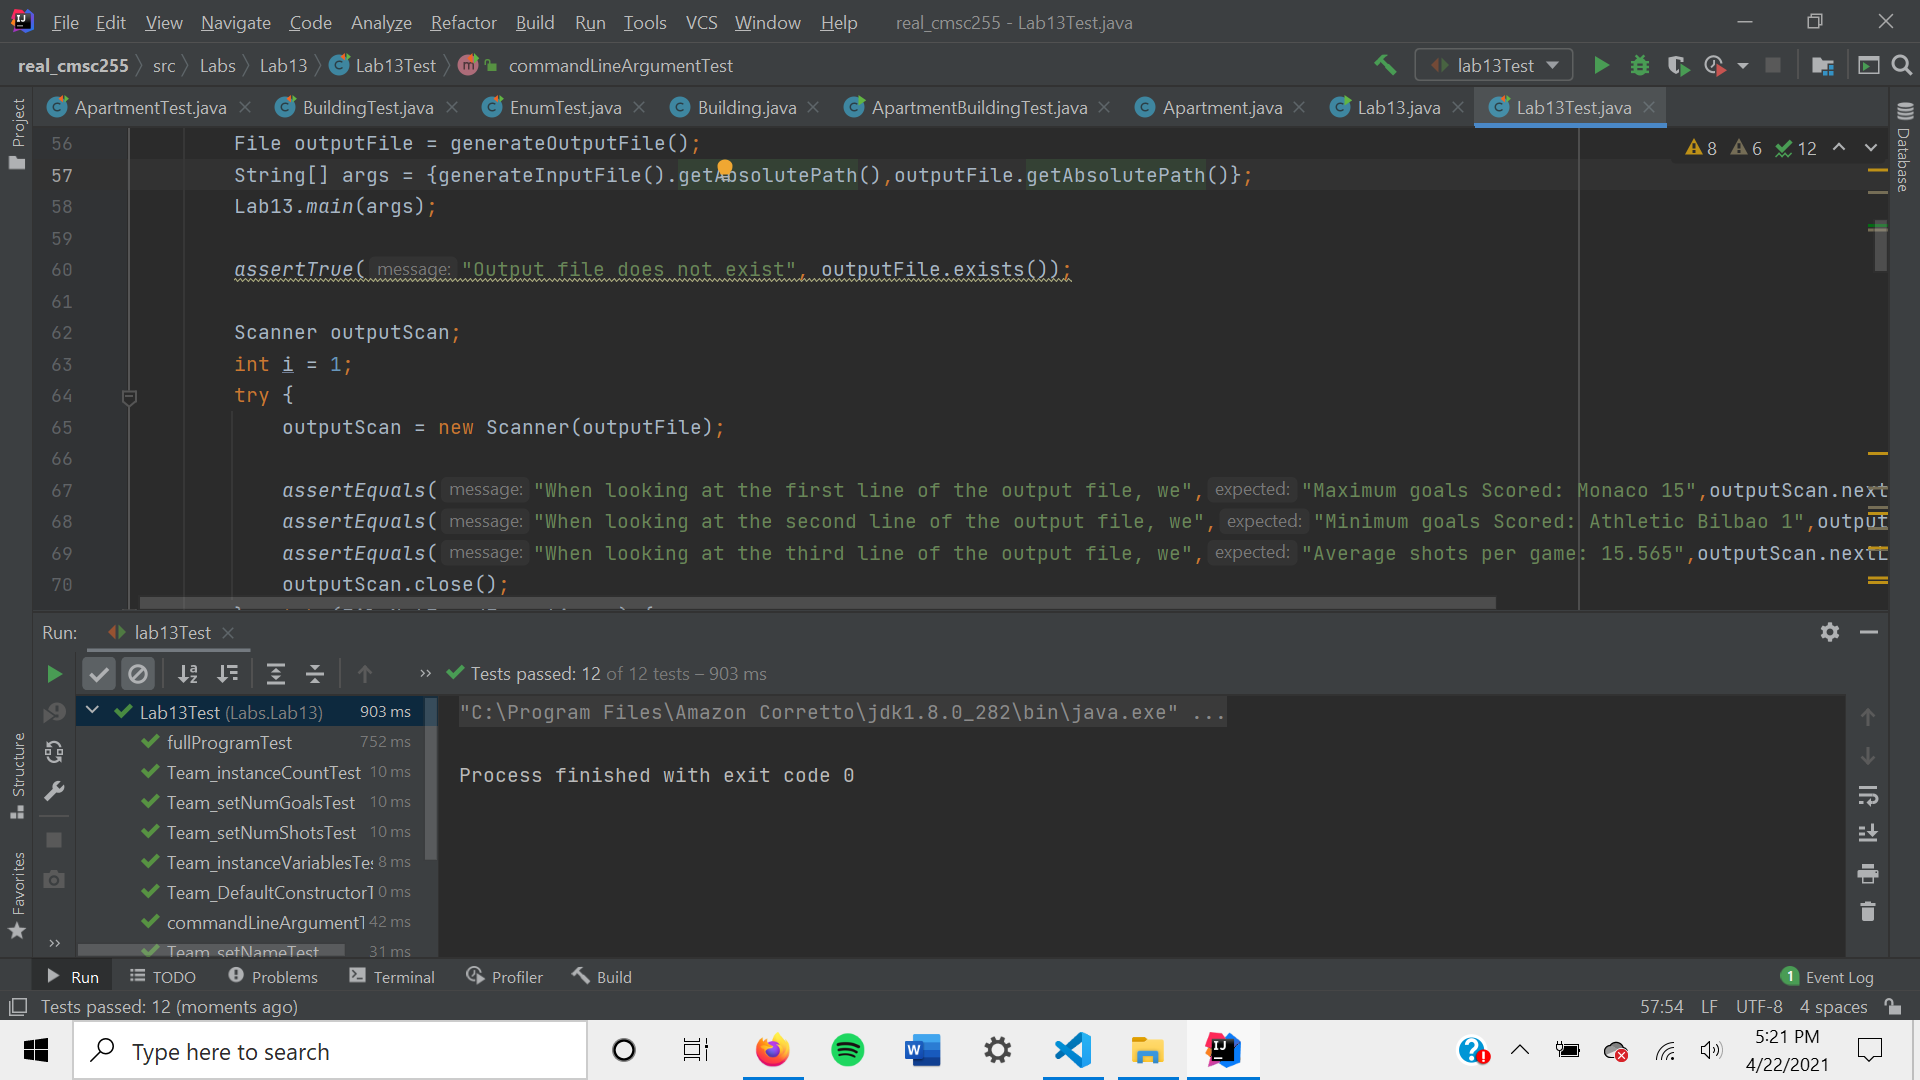 File Edit View Navigate Code Analyze Refactor Build Run Tools VCS Window Help real_cmsc255 - Lab13Test.java
real_cmsc255 src Labs Lab13 Lab13Test commandLineArgumentTest lab13Test
Project ApartmentTest.java BuildingTest.java EnumTest.java Building.java ApartmentBuildingTest.java Apartment.java Lab13.java Lab13Test.java
Database
8 6 12
56 File outputFile = generateOutputFile();
57 String[] args = {generateInputFile().getAbsolutePath(),outputFile.getAbsolutePath()};
58 Lab13.main(args);
59
60 assertTrue( message: "Output file does not exist", outputFile.exists());
61
62 Scanner outputScan;
63 int i = 1;
64 try {
65 outputScan = new Scanner(outputFile);
66
67 assertEquals( message: "When looking at the first line of the output file, we", expected: "Maximum goals Scored: Monaco 15",outputScan.next
68 assertEquals( message: "When looking at the second line of the output file, we", expected: "Minimum goals Scored: Athletic Bilbao 1",output
69 assertEquals( message: "When looking at the third line of the output file, we", expected: "Average shots per game: 15.565",outputScan.nextL
70 outputScan.close();
Run: lab13Test
Tests passed: 12 of 12 tests – 903 ms
Lab13Test (Labs.Lab13) 903 ms
fullProgramTest 752 ms
Team_instanceCountTest 10 ms
Team_setNumGoalsTest 10 ms
Team_setNumShotsTest 10 ms
Team_instanceVariablesTes 8 ms
Team_DefaultConstructorT 0 ms
commandLineArgumentT 42 ms
Team_setNameTest 31 ms
"C:\Program Files\Amazon Corretto\jdk1.8.0_282\bin\java.exe" ...
Process finished with exit code 0
Structure
Favorites
Run TODO Problems Terminal Profiler Build 1 Event Log
Tests passed: 12 (moments ago) 57:54 LF UTF-8 4 spaces
Type here to search
5:21 PM
4/22/2021